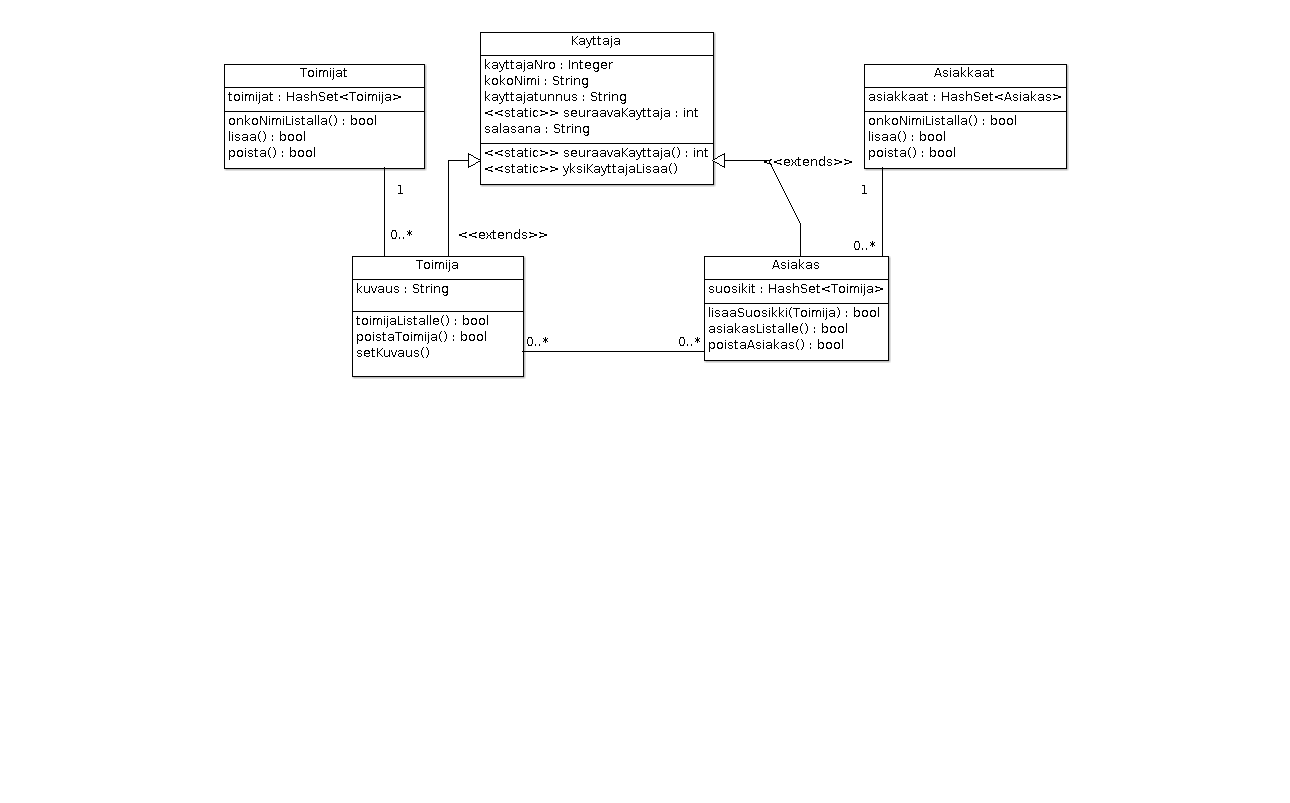 Toimijat
toimijat : HashSet<Toimija>
onkoNimiListalla() : bool
lisaa() : bool
poista() : bool
Kayttaja
kayttajaNro : Integer
kokoNimi : String
kayttajatunnus : String
<<static>> seuraavaKayttaja : int
salasana : String
<<static>> seuraavaKayttaja() : int
<<static>> yksiKayttajaLisaa()
Asiakkaat
asiakkaat : HashSet<Asiakas>
onkoNimiListalla() : bool
lisaa() : bool
poista() : bool
<<extends>>
1
1
0..*
<<extends>>
0..*
Toimija
kuvaus : String
toimijaListalle() : bool
poistaToimija() : bool
setKuvaus()
0..*
0..*
Asiakas
suosikit : HashSet<Toimija>
lisaaSuosikki(Toimija) : bool
asiakasListalle() : bool
poistaAsiakas() : bool